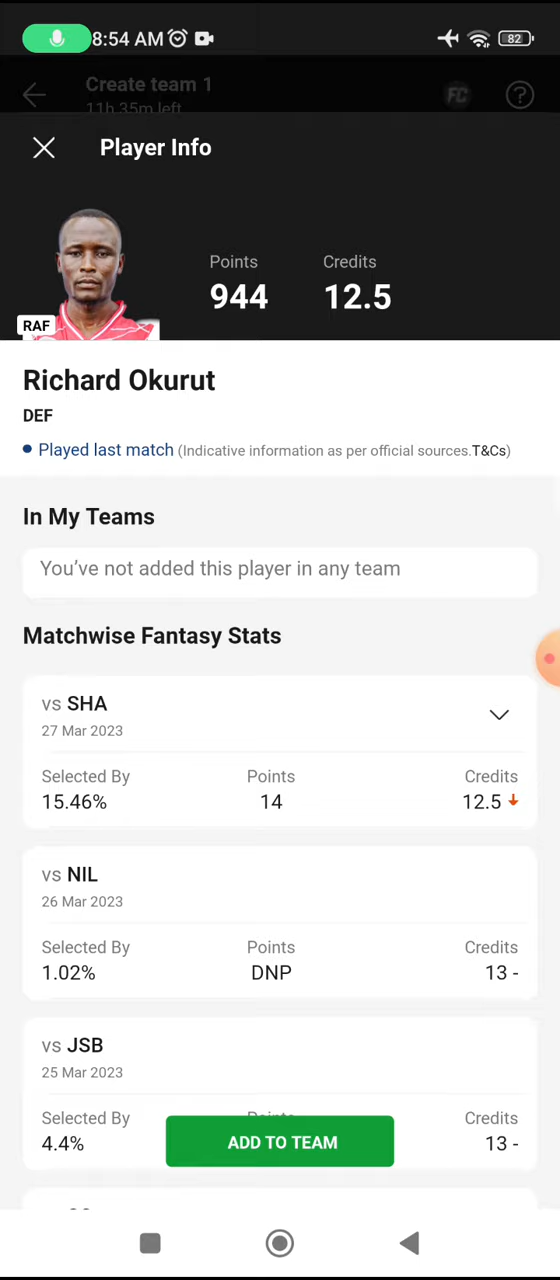 8:54 AM
82
Create team 1
11h 35m left
FC
?
Player Info
Points
Credits
944
12.5
RAF
Richard Okurut
DEF
Played last match (Indicative information as per official sources.T&Cs)
In My Teams
You’ve not added this player in any team
Matchwise Fantasy Stats
vs SHA
27 Mar 2023
Selected By
Points
Credits
15.46%
14
12.5
vs NIL
26 Mar 2023
Selected By
Points
Credits
1.02%
DNP
13 -
vs JSB
25 Mar 2023
Selected By
Points
Credits
4.4%
13 -
ADD TO TEAM